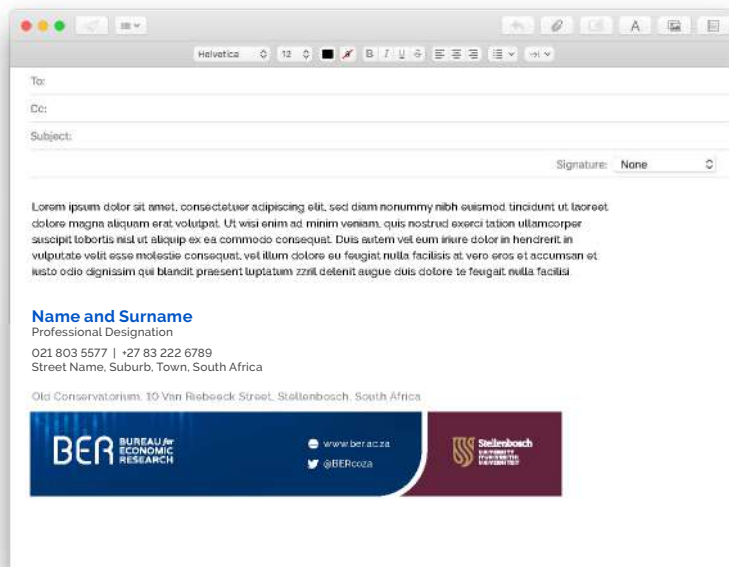 Helvetica 12 B I U S
To:
Cc:
Subject:
Signature: None
Lorem ipsum dolor sit amet, consectetuer adipiscing elit, sed diam nonummy nibh euismod tincidunt ut laoreet
dolore magna aliquam erat volutpat. Ut wisi enim ad minim veniam, quis nostrud exerci tation ullamcorper
suscipit lobortis nisl ut aliquip ex ea commodo consequat. Duis autem vel eum iriure dolor in hendrerit in
vulputate velit esse molestie consequat, vel illum dolore eu feugiat nulla facilisis at vero eros et accumsan et
iusto odio dignissim qui blandit praesent luptatum zzril delenit augue duis dolore te feugait nulla facilisi.
Name and Surname
Professional Designation
021 803 5577 | +27 83 222 6789
Street Name, Suburb, Town, South Africa
Old Conservatorium, 10 Van Riebeeck Street, Stellenbosch, South Africa
BER
BUREAU for
ECONOMIC
RESEARCH
www.ber.ac.za
@BERcoza
Stellenbosch
UNIVERSITY
IYUNIVESITHI
UNIVERSITEIT